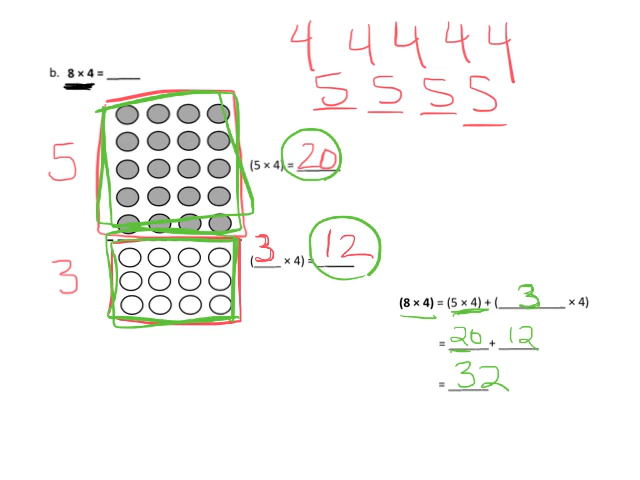 4 4 4 4 4
b. 8 × 4 = ____
5 5 5 5
5
(5 × 4) = 20
3
(3 × 4) = 12
(8 × 4) = (5 × 4) + (3 × 4)
= 20 + 12
= 32